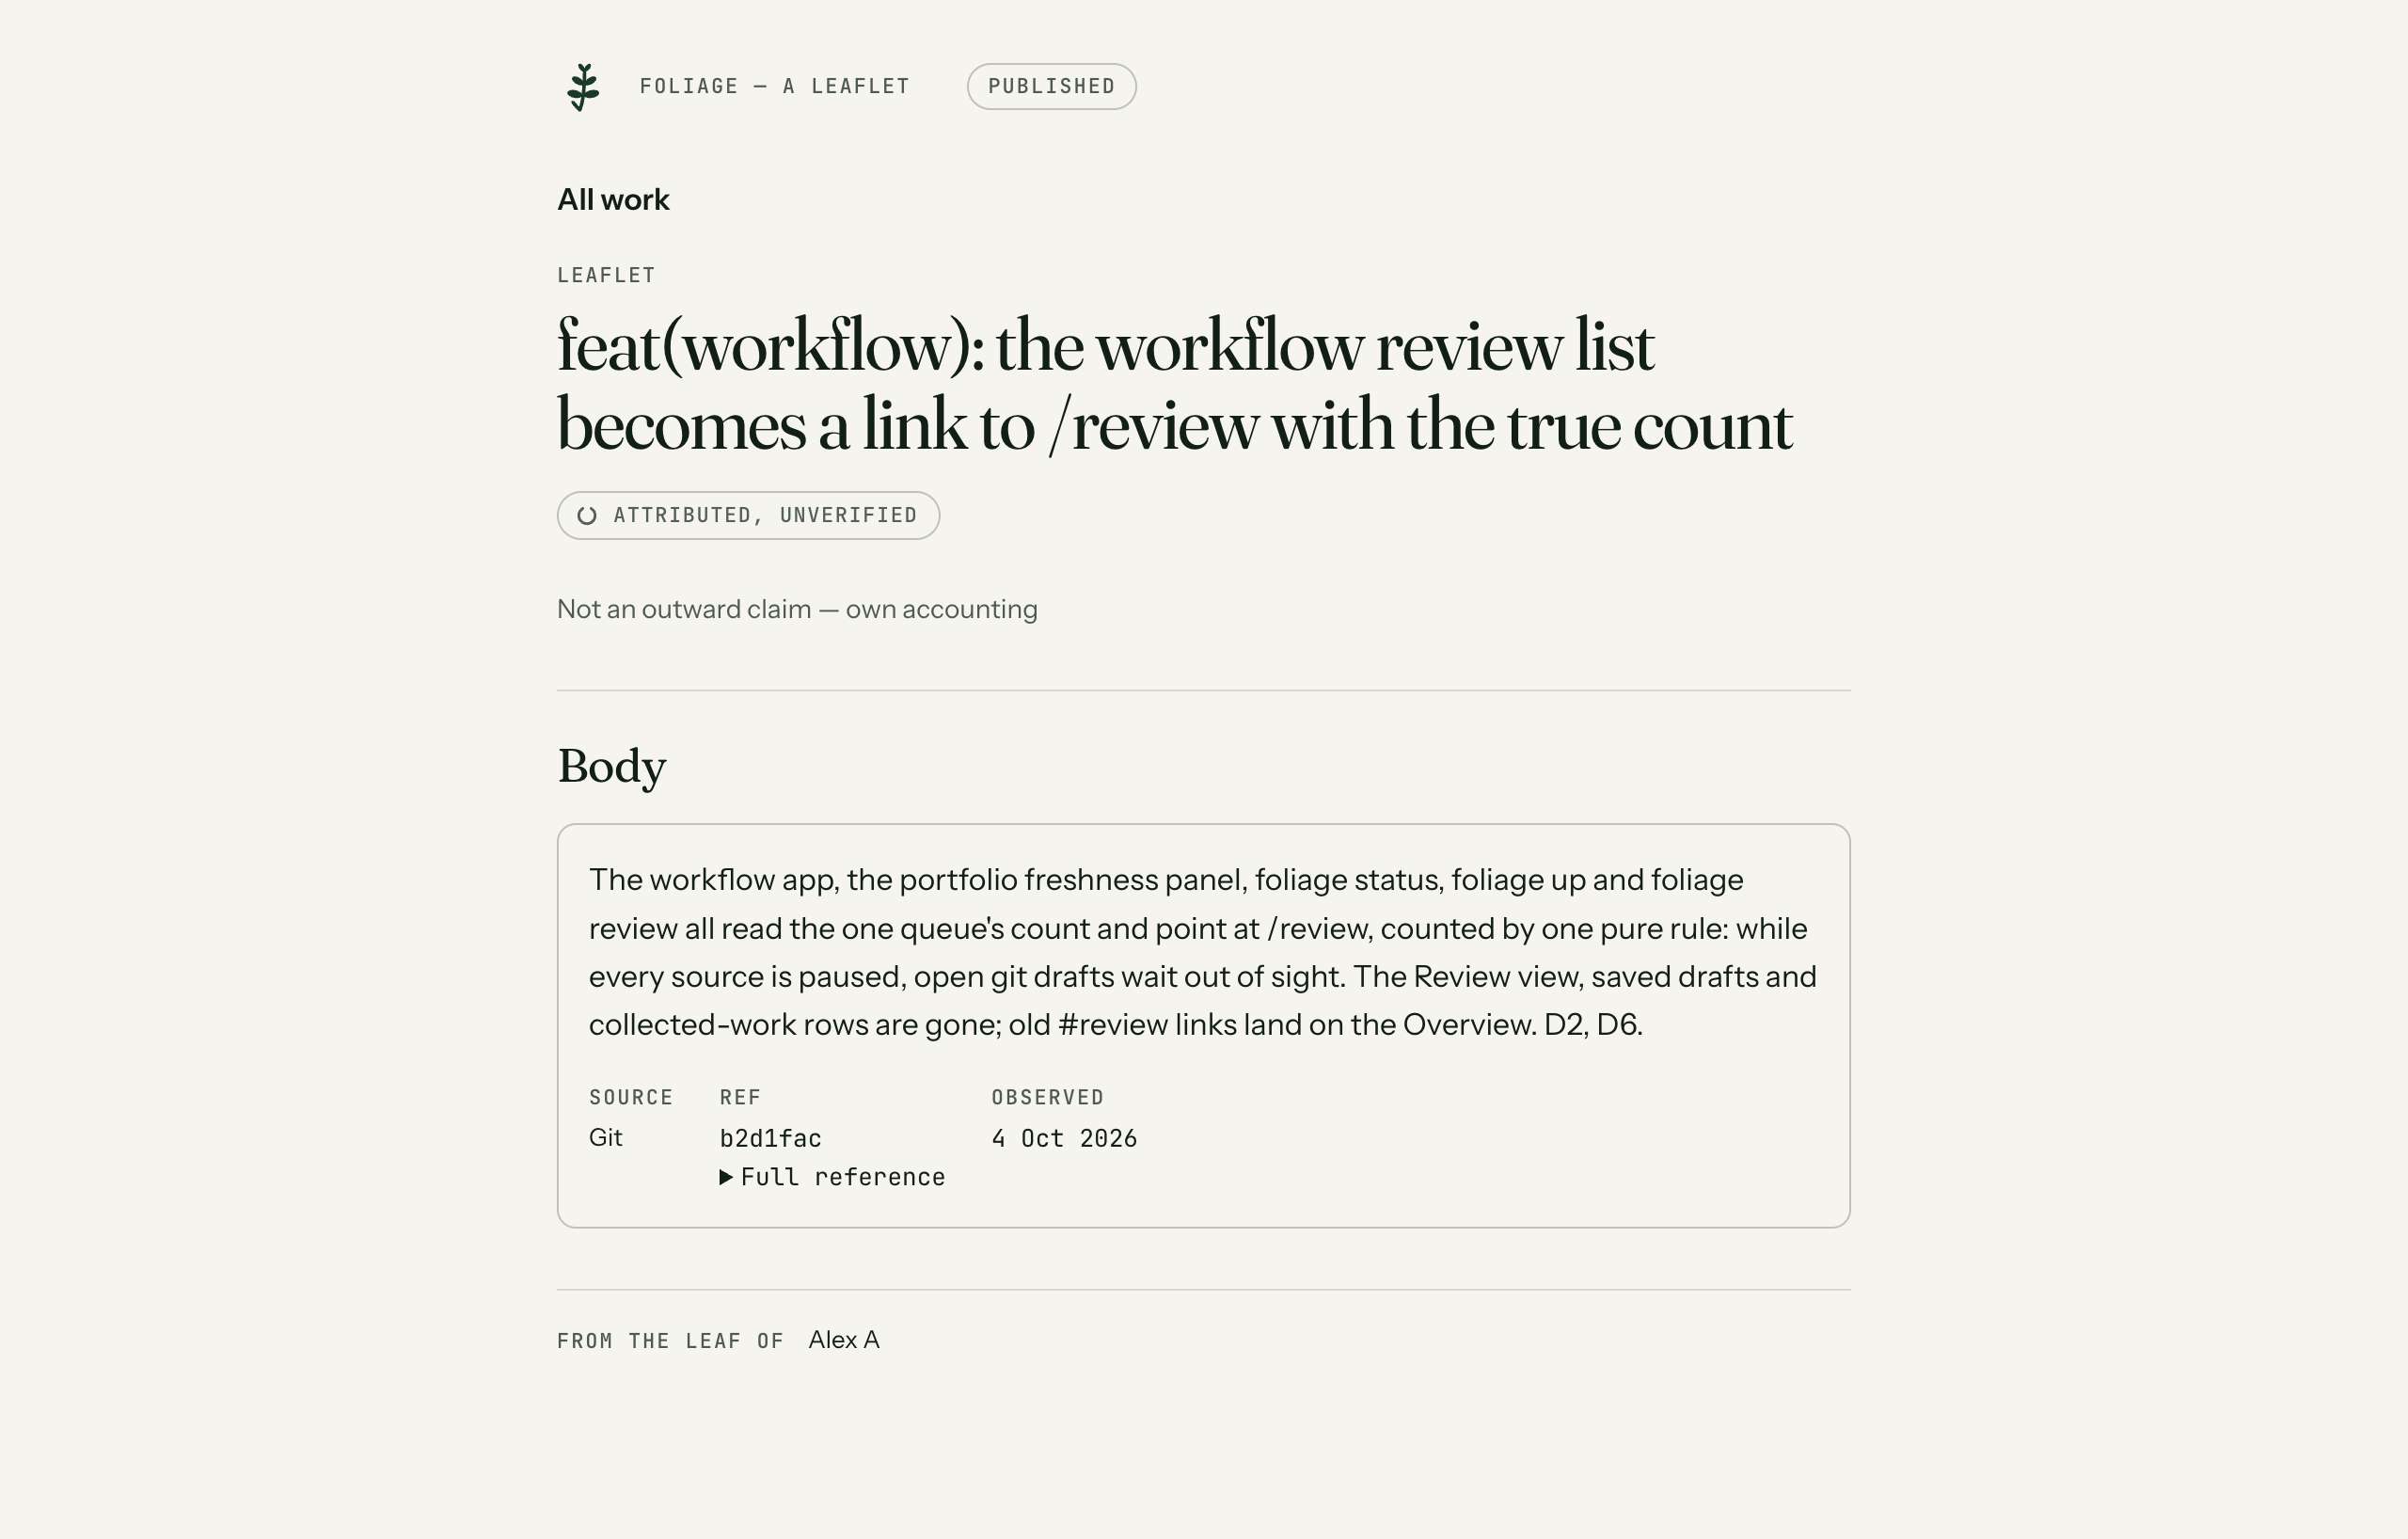 FOLIAGE — A LEAFLET PUBLISHED
All work
LEAFLET
feat(workflow): the workflow review list
becomes a link to /review with the true count
ATTRIBUTED, UNVERIFIED
Not an outward claim — own accounting
Body
The workflow app, the portfolio freshness panel, foliage status, foliage up and foliage
review all read the one queue's count and point at /review, counted by one pure rule: while
every source is paused, open git drafts wait out of sight. The Review view, saved drafts and
collected-work rows are gone; old #review links land on the Overview. D2, D6.
SOURCE REF OBSERVED
Git b2d1fac 4 Oct 2026
Full reference
FROM THE LEAF OF Alex A